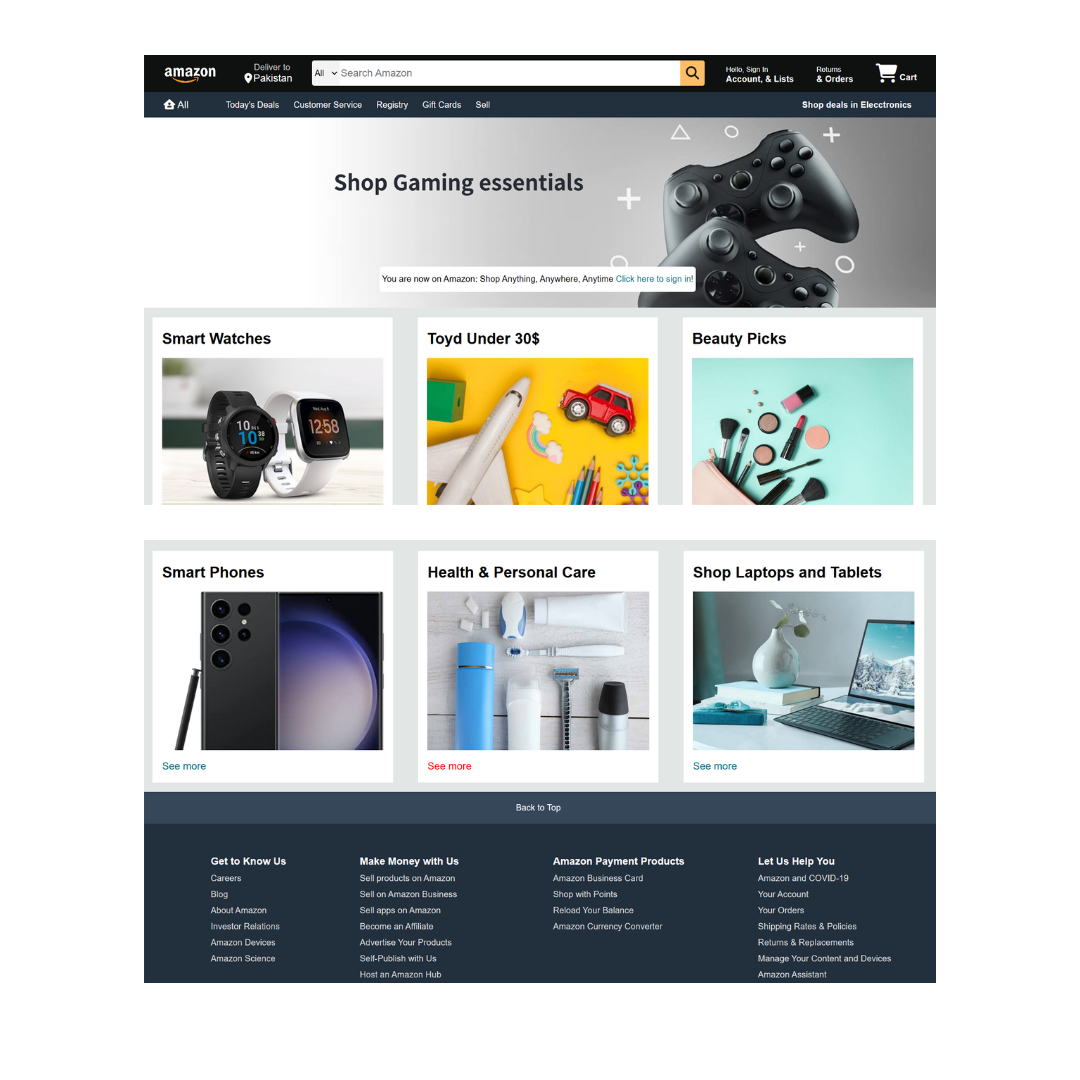 amazon
Deliver to
Pakistan
All
Search Amazon
Hello, Sign In
Account, & Lists
Returns
& Orders
Cart
All
Today's Deals
Customer Service
Registry
Gift Cards
Sell
Shop deals in Elecctronics
Shop Gaming essentials
You are now on Amazon: Shop Anything, Anywhere, Anytime Click here to sign in!
Smart Watches
Toyd Under 30$
Beauty Picks
12:58
Smart Phones
Health & Personal Care
Shop Laptops and Tablets
See more
See more
See more
Back to Top
Get to Know Us
Careers
Blog
About Amazon
Investor Relations
Amazon Devices
Amazon Science
Make Money with Us
Sell products on Amazon
Sell on Amazon Business
Sell apps on Amazon
Become an Affiliate
Advertise Your Products
Self-Publish with Us
Host an Amazon Hub
Amazon Payment Products
Amazon Business Card
Shop with Points
Reload Your Balance
Amazon Currency Converter
Let Us Help You
Amazon and COVID-19
Your Account
Your Orders
Shipping Rates & Policies
Returns & Replacements
Manage Your Content and Devices
Amazon Assistant